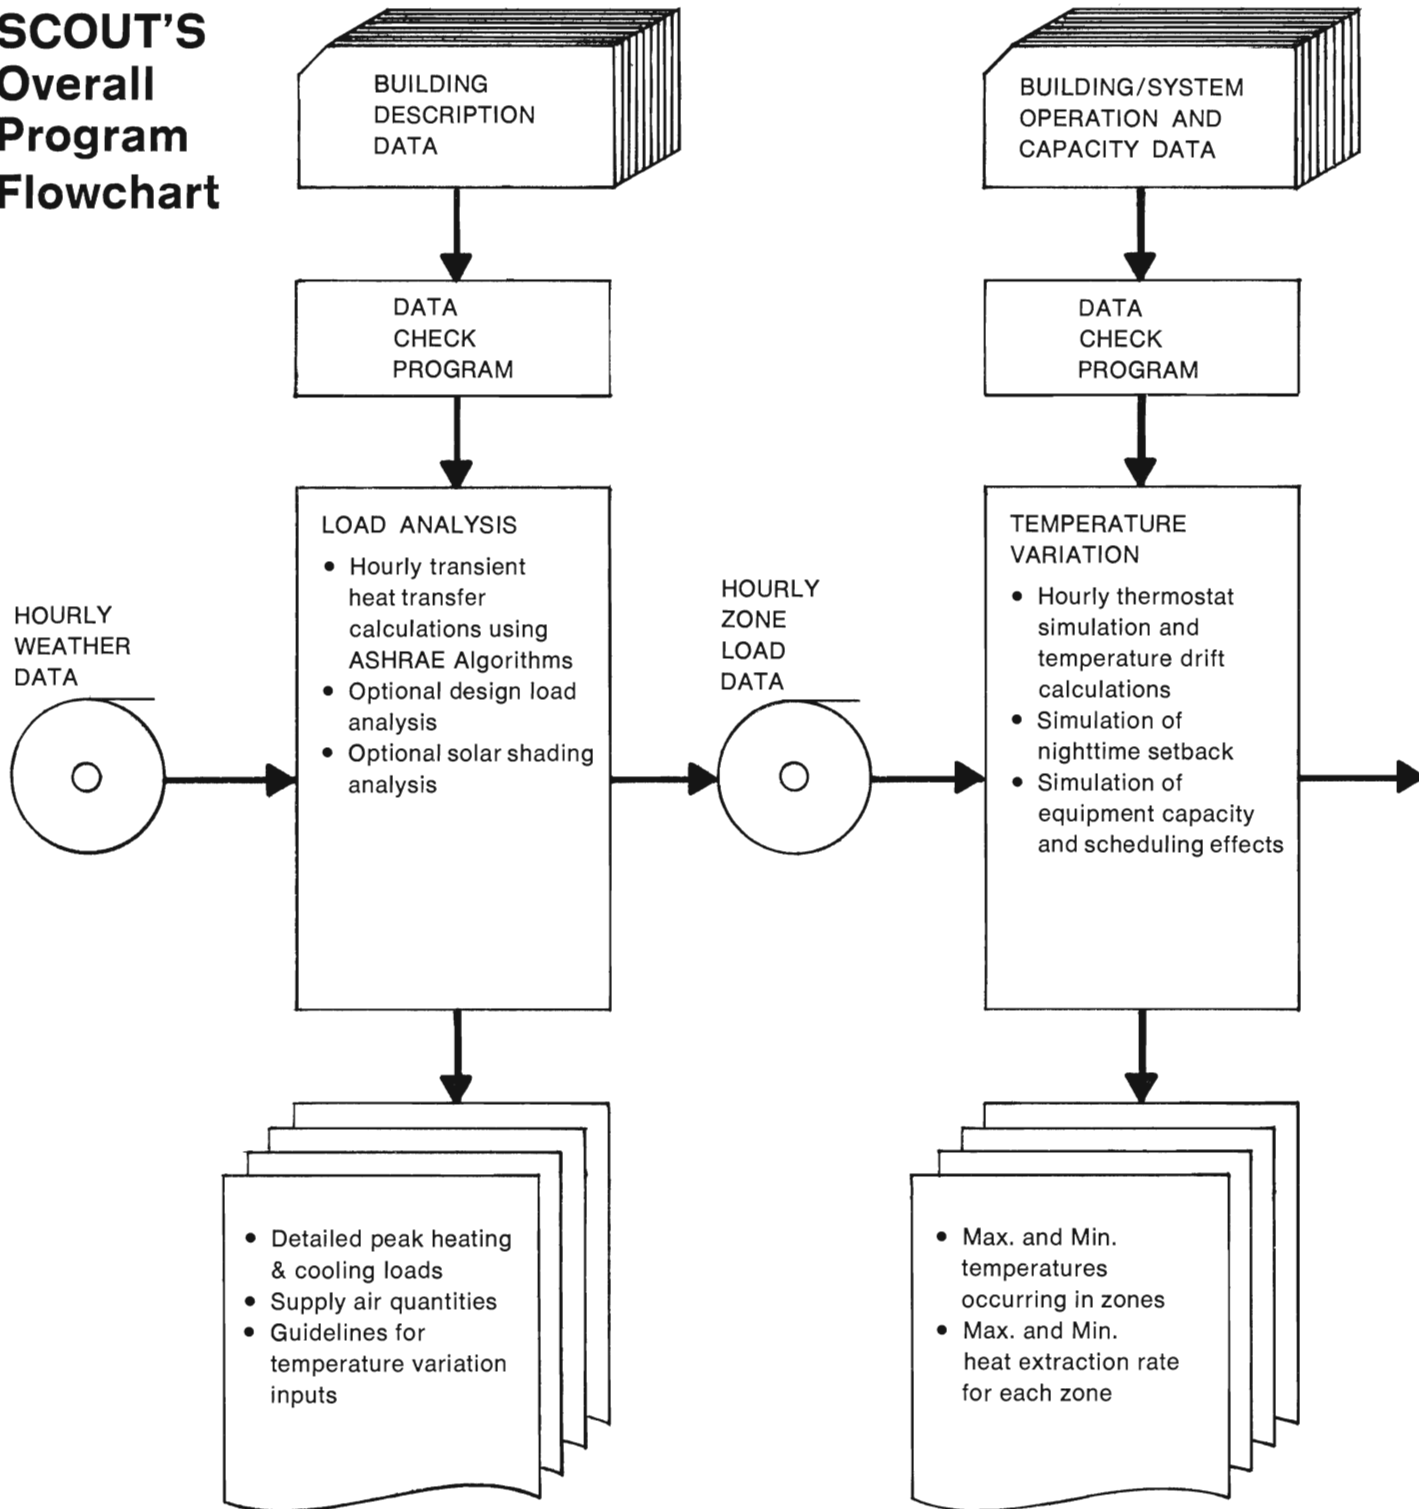 SCOUT'S
Overall
Program
Flowchart
BUILDING
DESCRIPTION
DATA
BUILDING/SYSTEM
OPERATION AND
CAPACITY DATA
DATA
CHECK
PROGRAM
DATA
CHECK
PROGRAM
HOURLY
WEATHER
DATA
LOAD ANALYSIS
• Hourly transient
heat transfer
calculations using
ASHRAE Algorithms
• Optional design load
analysis
• Optional solar shading
analysis
HOURLY
ZONE
LOAD
DATA
TEMPERATURE
VARIATION
• Hourly thermostat
simulation and
temperature drift
calculations
• Simulation of
nighttime setback
• Simulation of
equipment capacity
and scheduling effects
• Detailed peak heating
& cooling loads
• Supply air quantities
• Guidelines for
temperature variation
inputs
• Max. and Min.
temperatures
occurring in zones
• Max. and Min.
heat extraction rate
for each zone